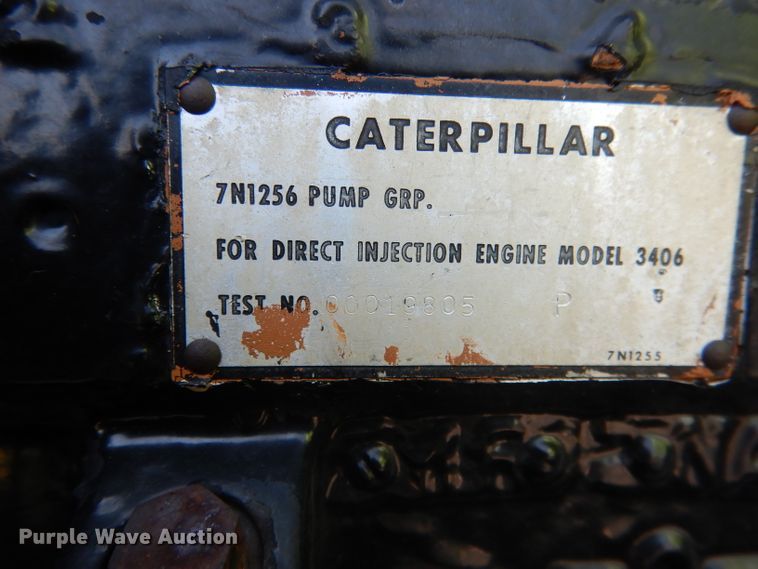 CATERPILLAR
7N1256 PUMP GRP.
FOR DIRECT INJECTION ENGINE MODEL 3406
TEST NO. 00019805 P
7N1255
Purple Wave Auction